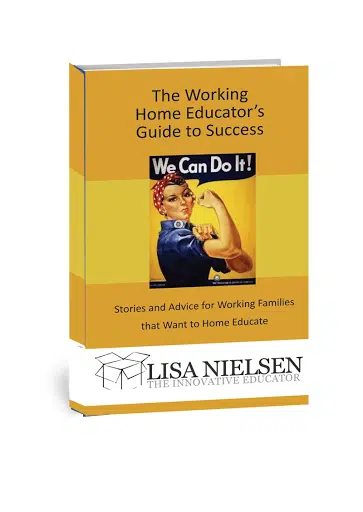 The Working
Home Educator's
Guide to Success
We Can Do It!
Stories and Advice for Working Families
that Want to Home Educate
LISA NIELSEN
THE INNOVATIVE EDUCATOR